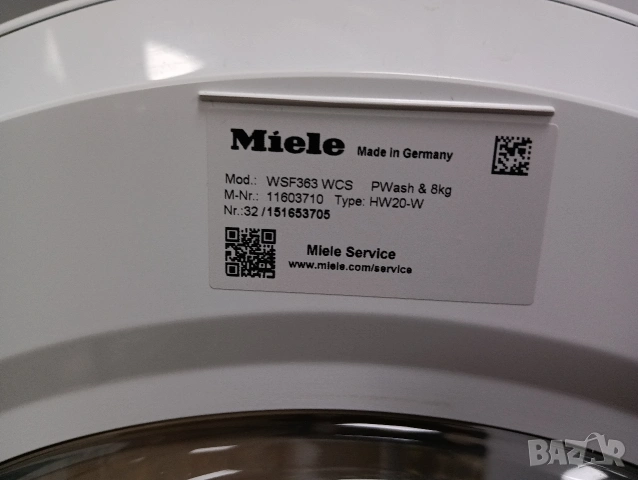 Miele Made in Germany
Mod.: WSF363 WCS PWash & 8kg
M-Nr.: 11603710 Type: HW20-W
Nr.:32 /151653705
Miele Service
www.miele.com/service
BAZAR